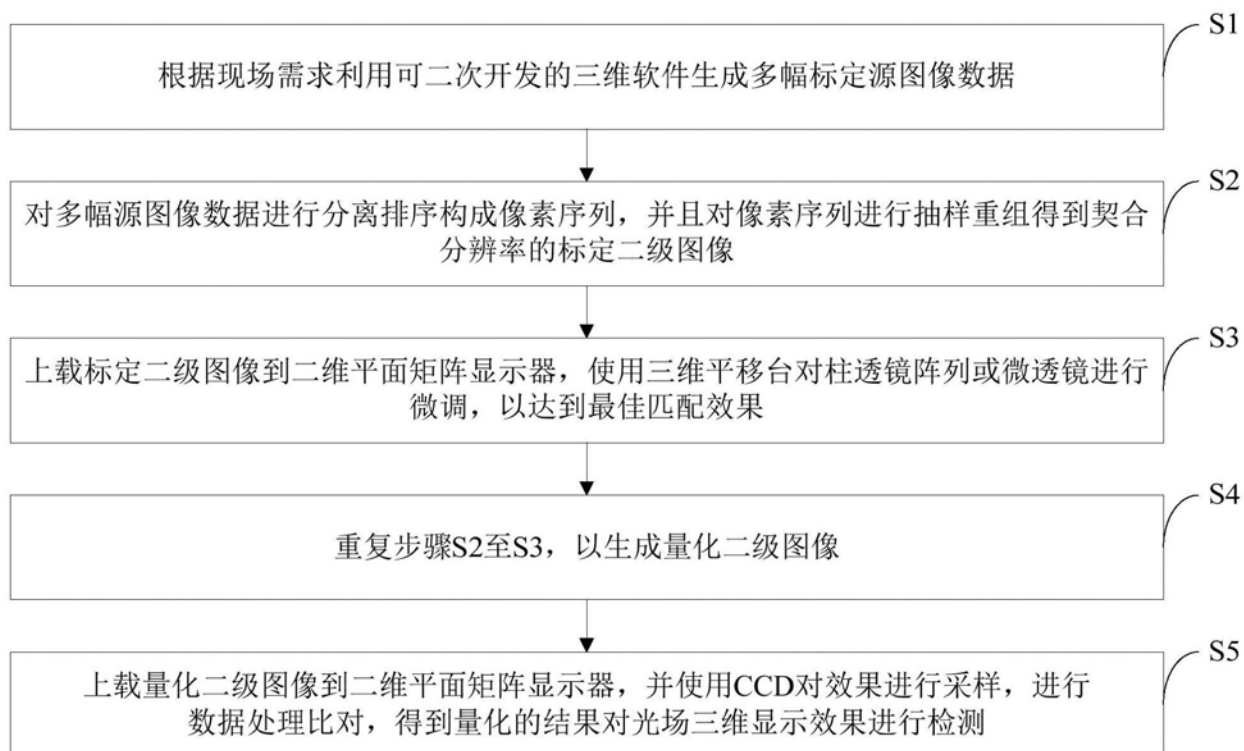 S1
根据现场需求利用可二次开发的三维软件生成多幅标定源图像数据
S2
对多幅源图像数据进行分离排序构成像素序列，并且对像素序列进行抽样重组得到契合
分辨率的标定二级图像
S3
上载标定二级图像到二维平面矩阵显示器，使用三维平移台对柱透镜阵列或微透镜进行
微调，以达到最佳匹配效果
S4
重复步骤S2至S3，以生成量化二级图像
S5
上载量化二级图像到二维平面矩阵显示器，并使用CCD对效果进行采样，进行
数据处理比对，得到量化的结果对光场三维显示效果进行检测